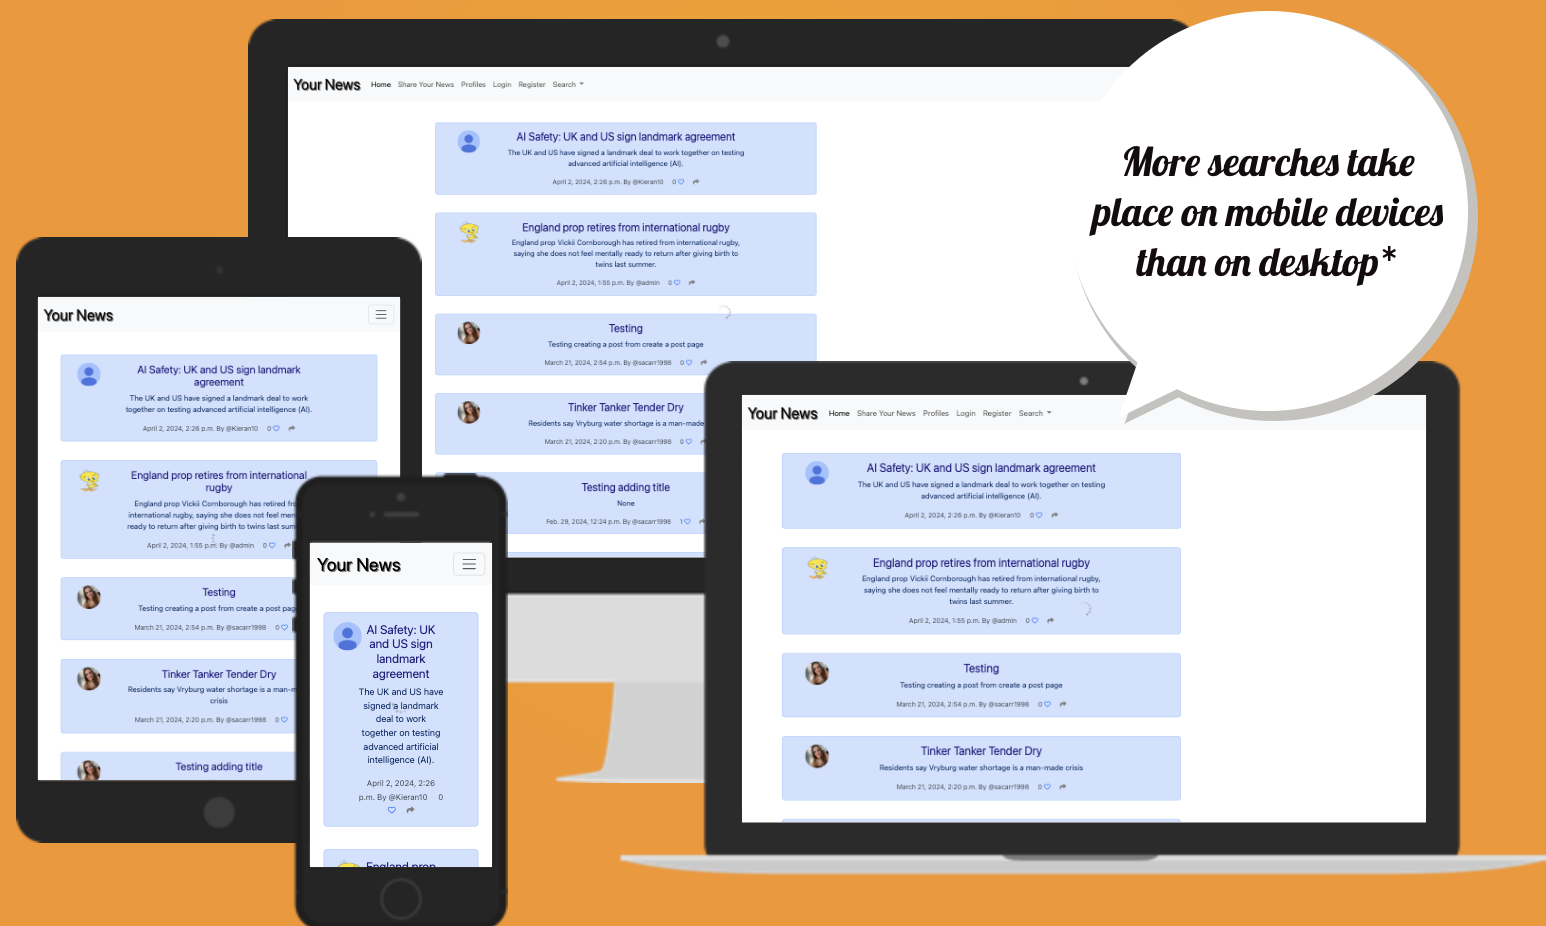 Your News Home Share Your News Profiles Login Register Search
AI Safety: UK and US sign landmark agreement
The UK and US have signed a landmark deal to work together on testing
advanced artificial intelligence (AI).
April 2, 2024, 2:26 p.m. By @Kieran10 0
England prop retires from international rugby
England prop Vickii Cornborough has retired from international rugby,
saying she does not feel mentally ready to return after giving birth to
twins last summer.
April 2, 2024, 1:55 p.m. By @admin 0
Testing
Testing creating a post from create a post page
March 21, 2024, 2:54 p.m. By @sacarr1998 0
Tinker Tanker Tender Dry
Residents say Vryburg water shortage is a man-made
March 21, 2024, 2:20 p.m. By @sacarr1998 0
Testing adding title
None
Feb. 29, 2024, 12:24 p.m. By @sacarr1998 1
More searches take
place on mobile devices
than on desktop*
Your News
AI Safety: UK and US sign landmark
agreement
The UK and US have signed a landmark deal to work
together on testing advanced artificial intelligence (AI).
April 2, 2024, 2:26 p.m. By @Kieran10 0
England prop retires from international
rugby
England prop Vickii Cornborough has retired
international rugby, saying she does not feel
ready to return after giving birth to twins last
April 2, 2024, 1:55 p.m. By @admin 0
Testing
Testing creating a post from create a post page
March 21, 2024, 2:54 p.m. By @sacarr1998 0
Tinker Tanker Tender Dry
Residents say Vryburg water shortage is a
crisis
March 21, 2024, 2:20 p.m. By @sacarr1998 0
Testing adding title
Your News
AI Safety: UK
and US sign
landmark
agreement
The UK and US have
signed a landmark
deal to work
together on testing
advanced artificial
intelligence (AI).
April 2, 2024, 2:26
p.m. By @Kieran10 0
England prop
Your News Home Share Your News Profiles Login Register Search
AI Safety: UK and US sign landmark agreement
The UK and US have signed a landmark deal to work together on testing
advanced artificial intelligence (AI).
April 2, 2024, 2:26 p.m. By @Kieran10 0
England prop retires from international rugby
England prop Vickii Cornborough has retired from international rugby,
saying she does not feel mentally ready to return after giving birth to
twins last summer.
April 2, 2024, 1:55 p.m. By @admin 0
Testing
Testing creating a post from create a post page
March 21, 2024, 2:54 p.m. By @sacarr1998 0
Tinker Tanker Tender Dry
Residents say Vryburg water shortage is a man-made crisis
March 21, 2024, 2:20 p.m. By @sacarr1998 0